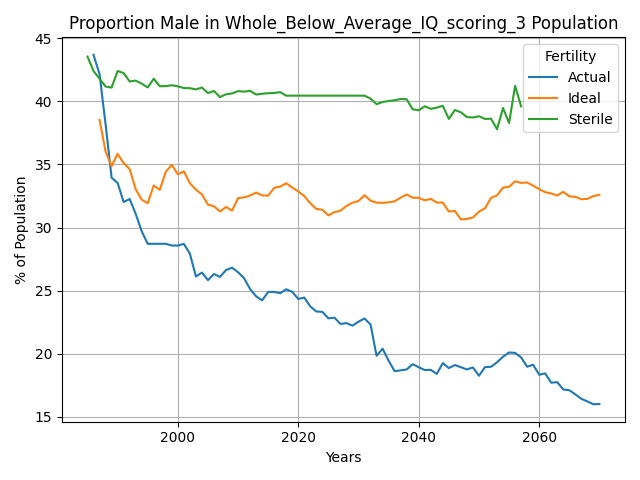 Proportion Male in Whole_Below_Average_IQ_scoring_3 Population
45
40
35
30
25
20
15
% of Population
Fertility
Actual
Ideal
Sterile
2000
2020
2040
2060
Years